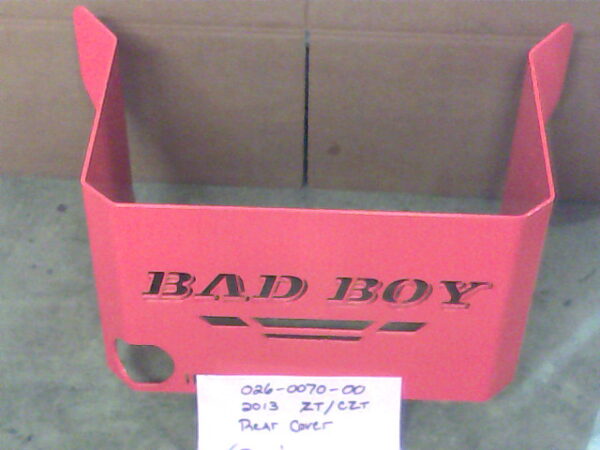 BAD BOY
026-0070-00
2013 ZT/CZT
Rear Cover